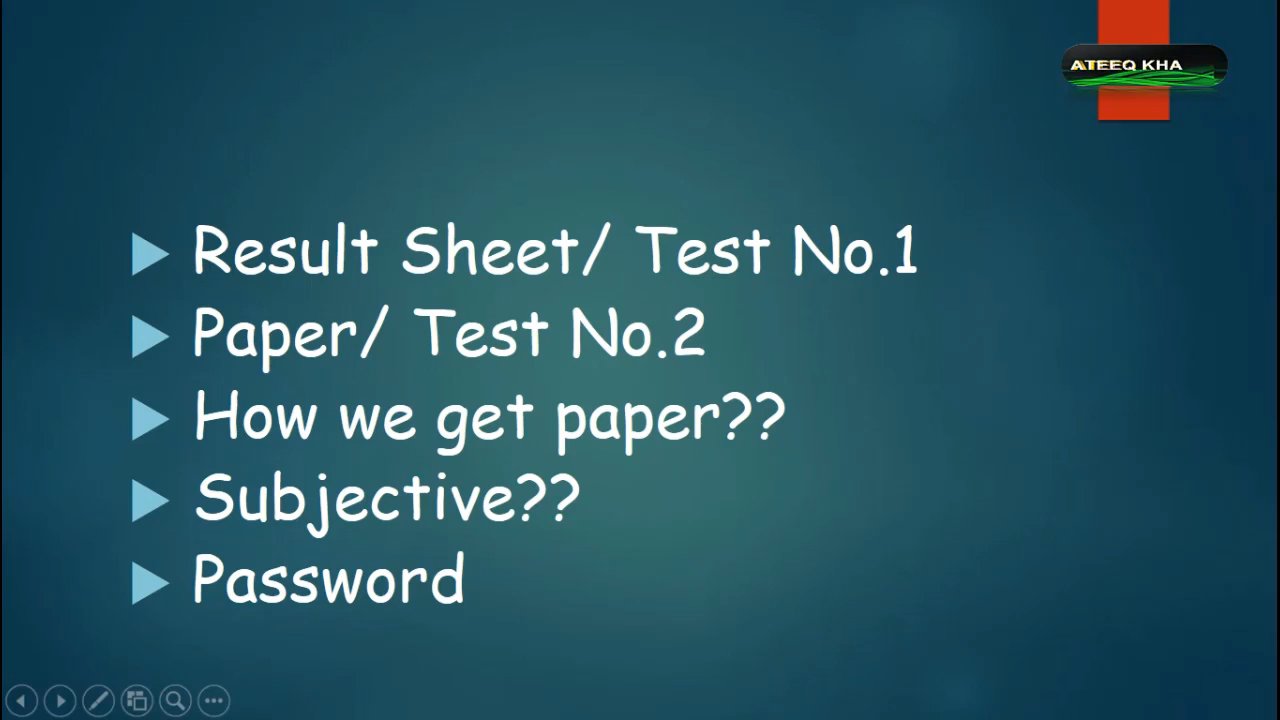 ATEEQ KHA
Result Sheet/ Test No.1
Paper/ Test No.2
How we get paper??
Subjective??
Password